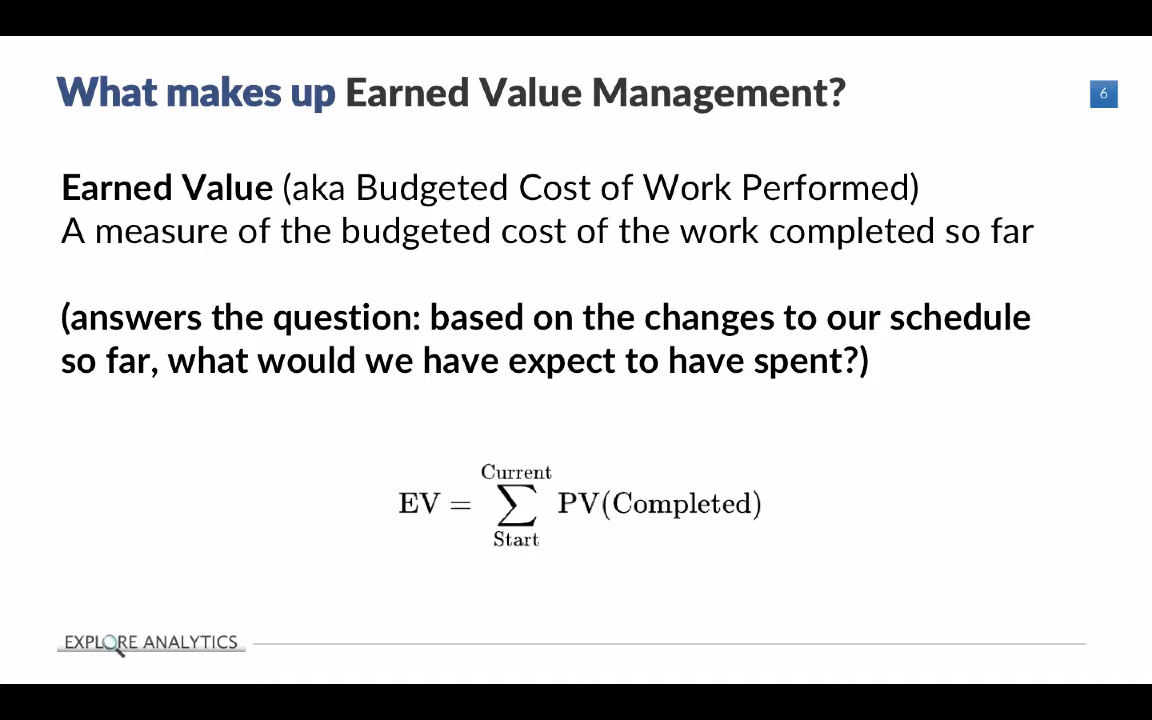 What makes up Earned Value Management?
6
Earned Value (aka Budgeted Cost of Work Performed)
A measure of the budgeted cost of the work completed so far
(answers the question: based on the changes to our schedule
so far, what would we have expect to have spent?)
Current
EV = ∑ PV(Completed)
Start
EXPLORE ANALYTICS